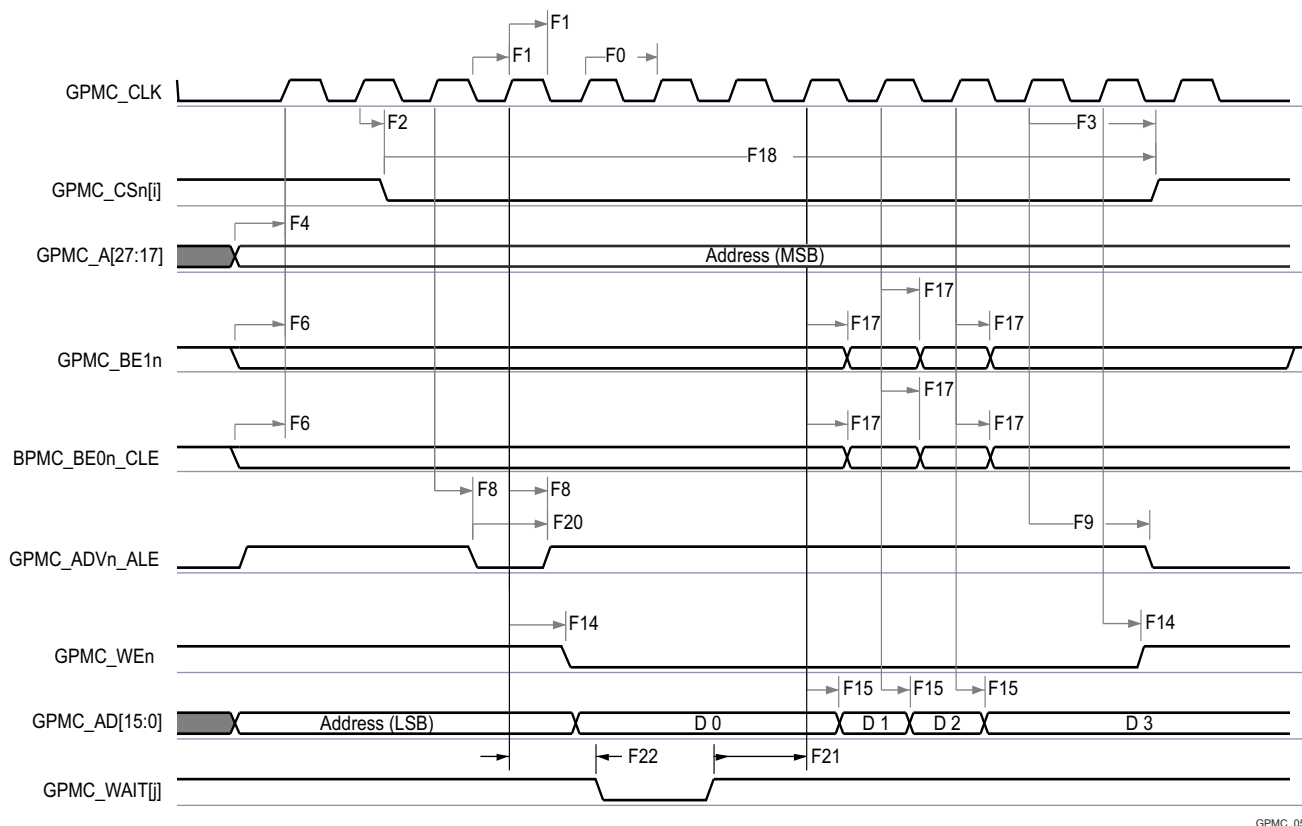 F1
F1
F0
GPMC_CLK
F2
F3
F18
GPMC_CSn[i]
F4
GPMC_A[27:17]
Address (MSB)
F17
F6
F17
F17
GPMC_BE1n
F17
F6
F17
F17
BPMC_BE0n_CLE
F8
F8
F20
F9
GPMC_ADVn_ALE
F14
F14
GPMC_WEn
F15
F15
F15
GPMC_AD[15:0]
Address (LSB)
D 0
D 1
D 2
D 3
F22
F21
GPMC_WAIT[j]